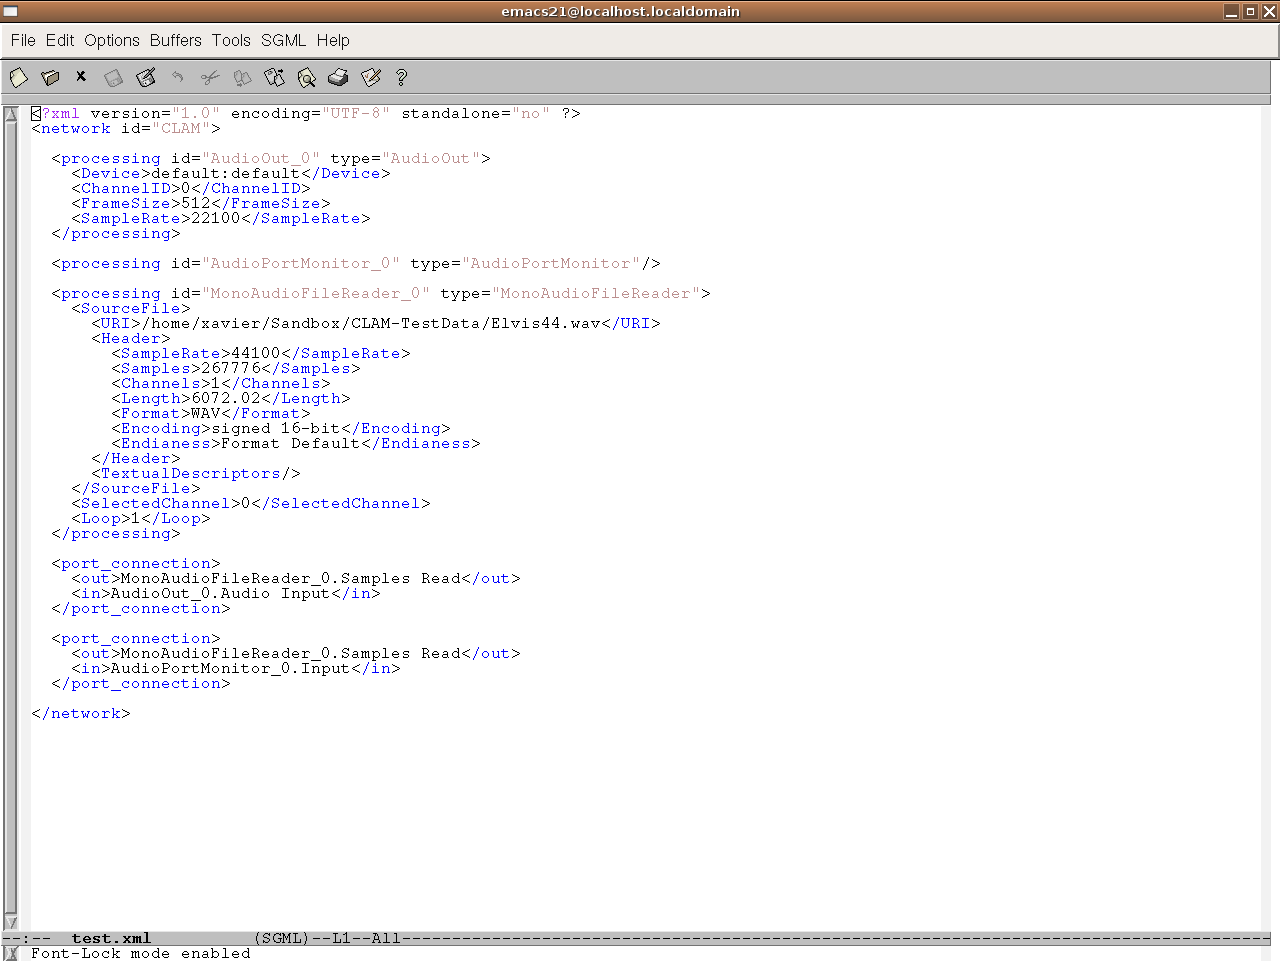 emacs21@localhost.localdomain
File Edit Options Buffers Tools SGML Help
<?xml version="1.0" encoding="UTF-8" standalone="no" ?>
<network id="CLAM">
  <processing id="AudioOut_0" type="AudioOut">
    <Device>default:default</Device>
    <ChannelID>0</ChannelID>
    <FrameSize>512</FrameSize>
    <SampleRate>22100</SampleRate>
  </processing>
  <processing id="AudioPortMonitor_0" type="AudioPortMonitor"/>
  <processing id="MonoAudioFileReader_0" type="MonoAudioFileReader">
    <SourceFile>
      <URI>/home/xavier/Sandbox/CLAM-TestData/Elvis44.wav</URI>
      <Header>
        <SampleRate>44100</SampleRate>
        <Samples>267776</Samples>
        <Channels>1</Channels>
        <Length>6072.02</Length>
        <Format>WAV</Format>
        <Encoding>signed 16-bit</Encoding>
        <Endianess>Format Default</Endianess>
      </Header>
      <TextualDescriptors/>
    </SourceFile>
    <SelectedChannel>0</SelectedChannel>
    <Loop>1</Loop>
  </processing>
  <port_connection>
    <out>MonoAudioFileReader_0.Samples Read</out>
    <in>AudioOut_0.Audio Input</in>
  </port_connection>
  <port_connection>
    <out>MonoAudioFileReader_0.Samples Read</out>
    <in>AudioPortMonitor_0.Input</in>
  </port_connection>
</network>
--:--  test.xml          (SGML)--L1--All---------------------------------------------------------------------------------------
Font-Lock mode enabled